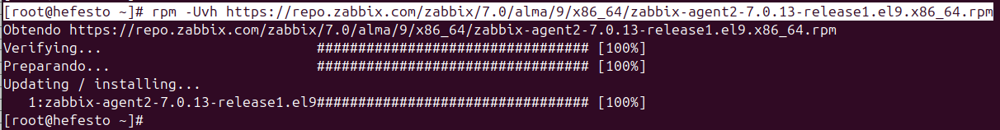 [root@hefesto ~]# rpm -Uvh https://repo.zabbix.com/zabbix/7.0/alma/9/x86_64/zabbix-agent2-7.0.13-release1.el9.x86_64.rpm
Obtendo https://repo.zabbix.com/zabbix/7.0/alma/9/x86_64/zabbix-agent2-7.0.13-release1.el9.x86_64.rpm
Verifying...                          ################################# [100%]
Preparando...                         ################################# [100%]
Updating / installing...
   1:zabbix-agent2-7.0.13-release1.el9################################# [100%]
[root@hefesto ~]#